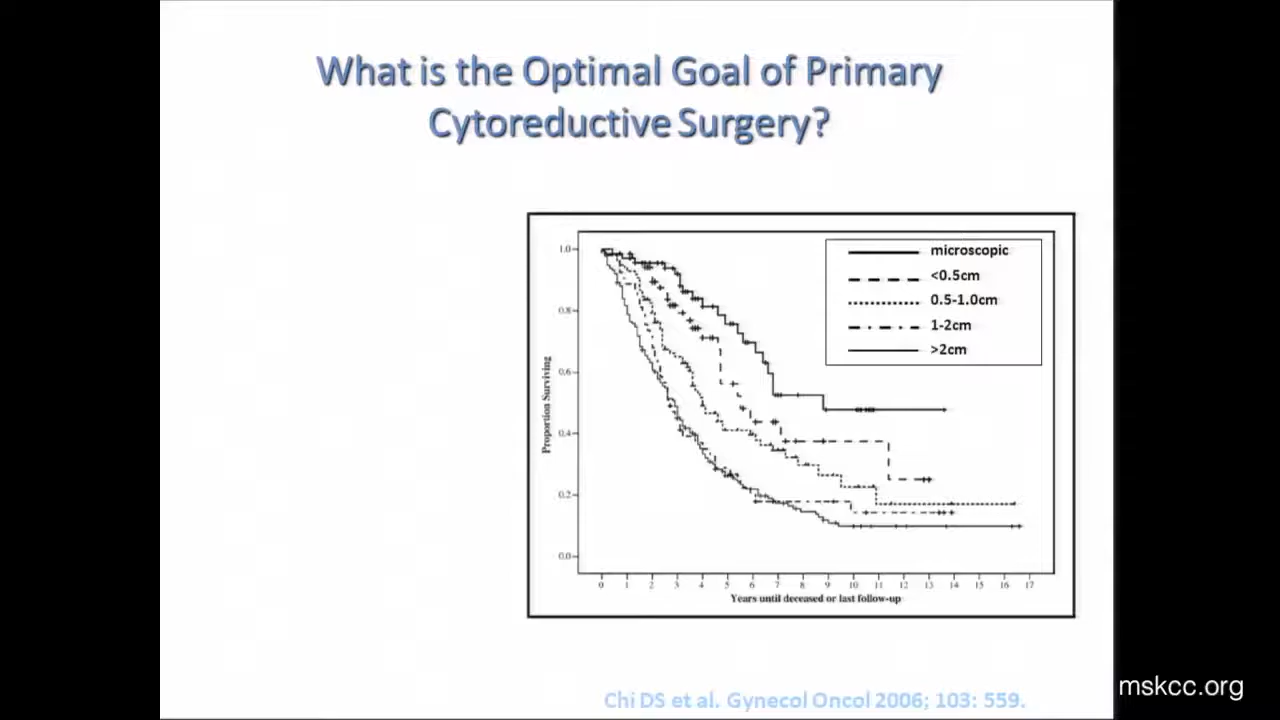 What is the Optimal Goal of Primary
Cytoreductive Surgery?
microscopic
<0.5cm
0.5-1.0cm
1-2cm
>2cm
1.0
0.8
0.6
0.4
0.2
0.0
Proportion Surviving
0 1 2 3 4 5 6 7 8 9 10 11 12 13 14 15 16 17
Years until deceased or last follow-up
Chi DS et al. Gynecol Oncol 2006; 103: 559.
mskcc.org